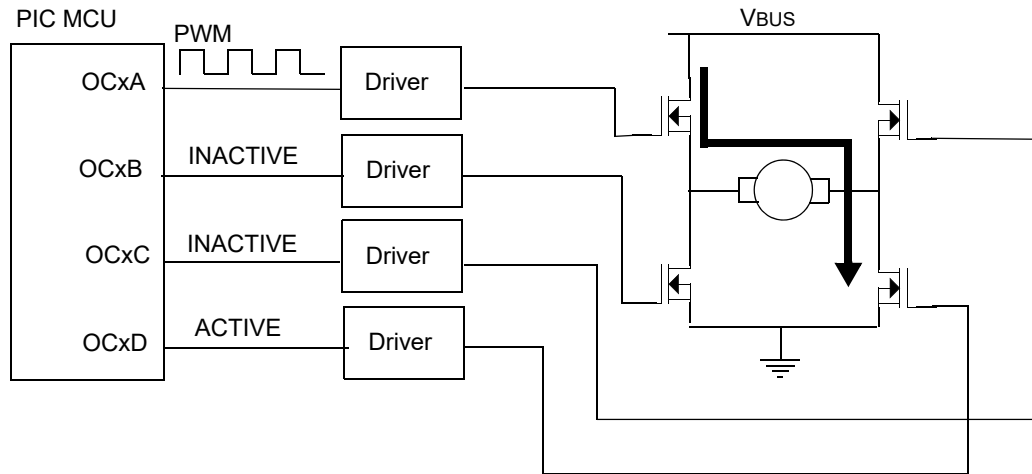 PIC MCU
PWM
VBUS
OCxA
Driver
OCxB
INACTIVE
Driver
OCxC
INACTIVE
Driver
OCxD
ACTIVE
Driver